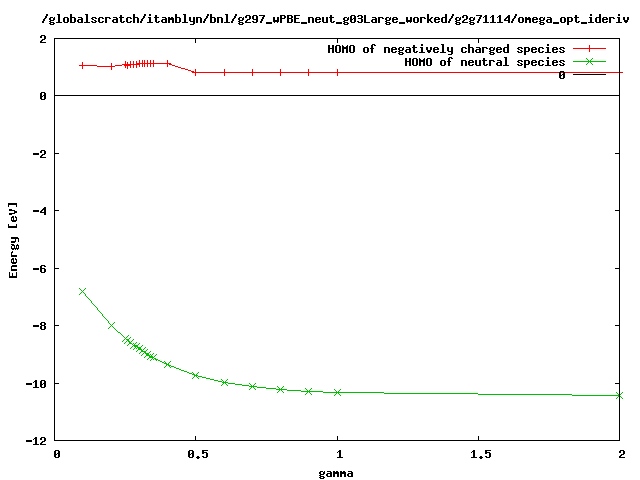 /globalscratch/itamblyn/bnl/g297_wPBE_neut_g03Large_worked/g2g71114/omega_opt_ideriv
2
0
-2
-4
-6
-8
-10
-12
Energy [eV]
HOMO of negatively charged species
HOMO of neutral species
0
0
0.5
1
1.5
2
gamma